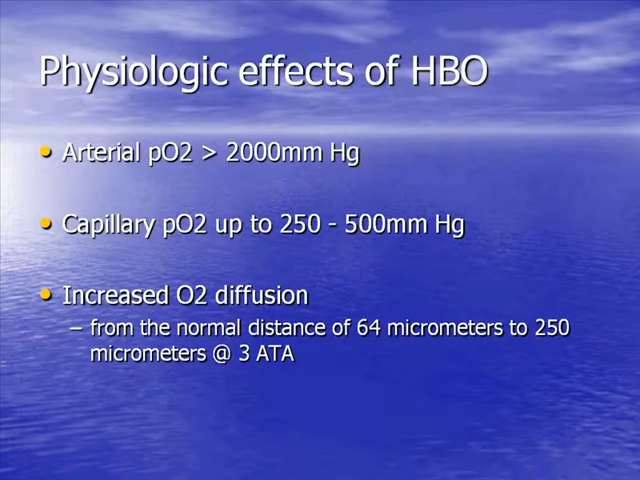 Physiologic effects of HBO
• Arterial pO2 > 2000mm Hg
• Capillary pO2 up to 250 - 500mm Hg
• Increased O2 diffusion
– from the normal distance of 64 micrometers to 250
micrometers @ 3 ATA